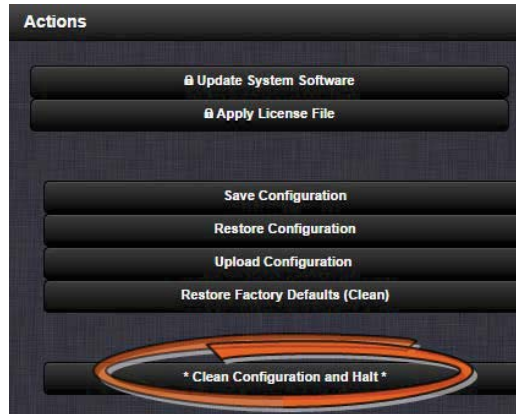 Actions
Update System Software
Apply License File
Save Configuration
Restore Configuration
Upload Configuration
Restore Factory Defaults (Clean)
* Clean Configuration and Halt *